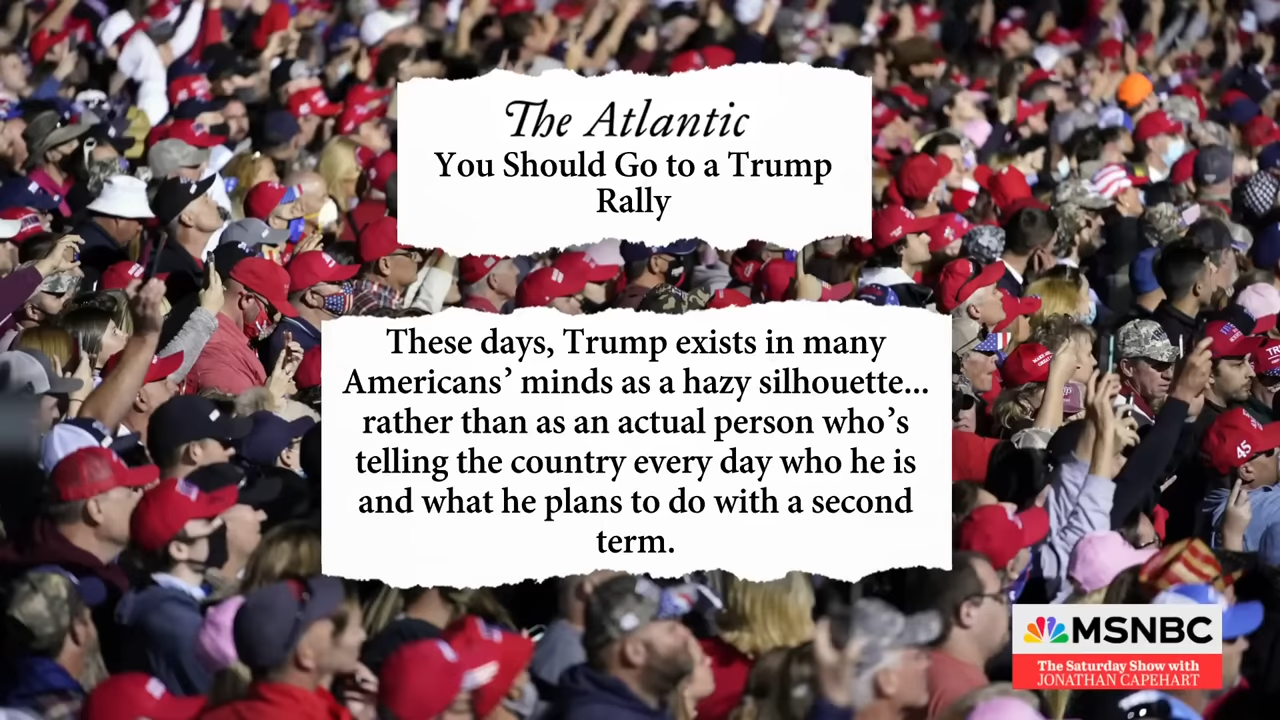 The Atlantic
You Should Go to a Trump
Rally
These days, Trump exists in many
Americans’ minds as a hazy silhouette...
rather than as an actual person who’s
telling the country every day who he is
and what he plans to do with a second
term.
45
MSNBC
The Saturday Show with
JONATHAN CAPEHART